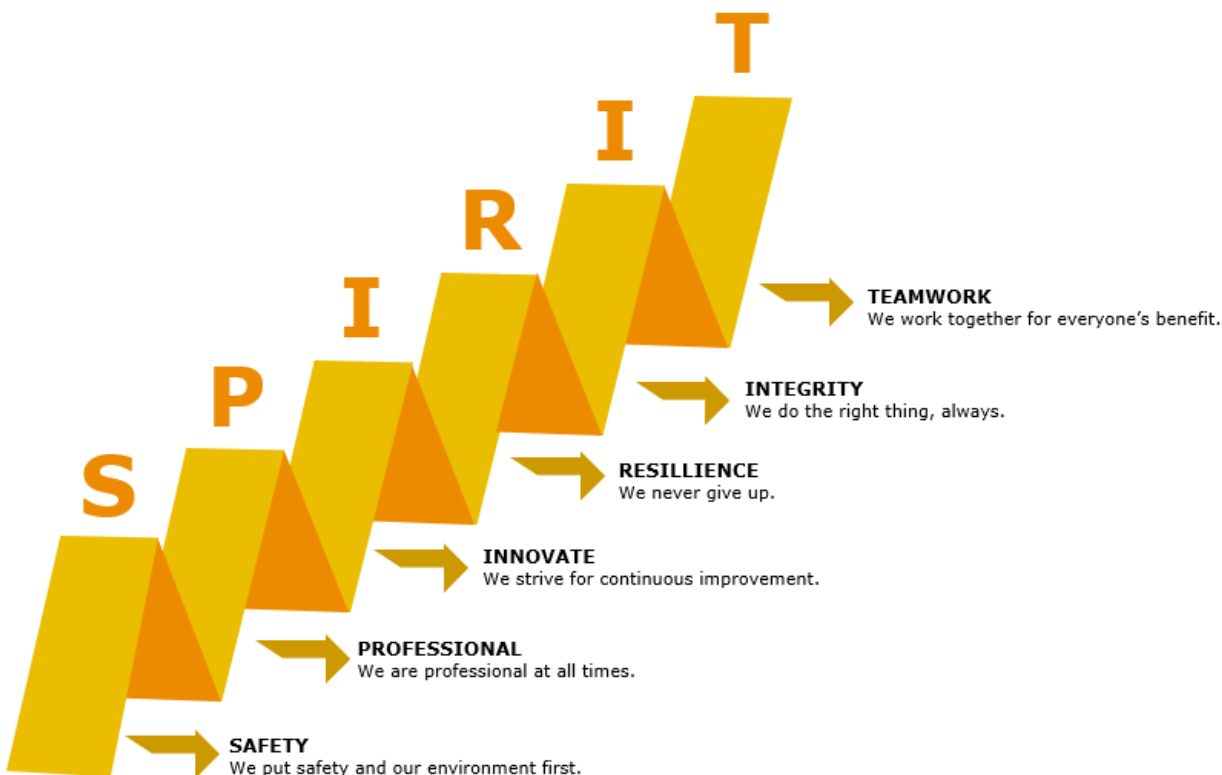 T
I
R
I
P
S
TEAMWORK
We work together for everyone’s benefit.
INTEGRITY
We do the right thing, always.
RESILLIENCE
We never give up.
INNOVATE
We strive for continuous improvement.
PROFESSIONAL
We are professional at all times.
SAFETY
We put safety and our environment first.